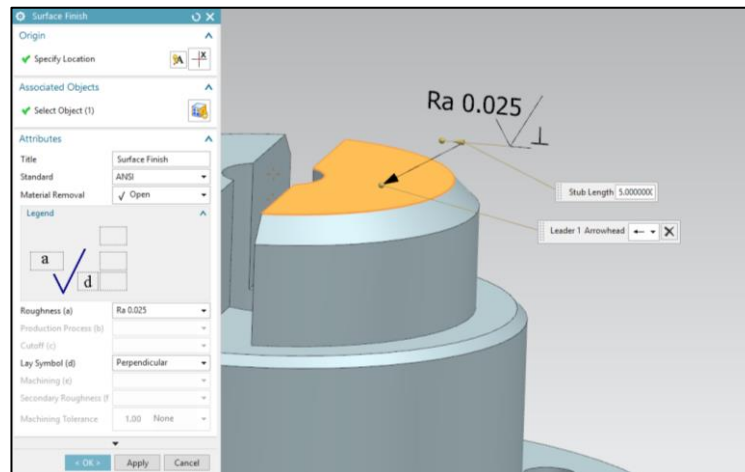 Surface Finish
Origin
Specify Location
Associated Objects
Select Object (1)
Attributes
Title Surface Finish
Standard ANSI
Material Removal √ Open
Legend
a
d
Roughness (a) Ra 0.025
Production Process (b)
Cutoff (c)
Lay Symbol (d) Perpendicular
Machining (e)
Secondary Roughness (f
Machining Tolerance 1.00 None
< OK > Apply Cancel
Ra 0.025
Stub Length 5.000000(
Leader 1 Arrowhead